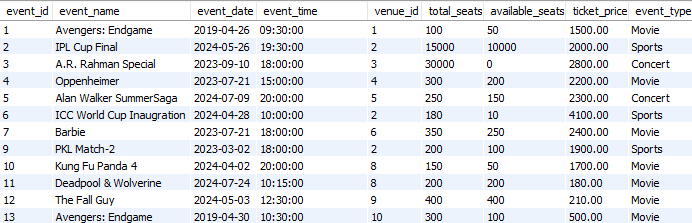 event_id event_name event_date event_time venue_id total_seats available_seats ticket_price event_type
1 Avengers: Endgame 2019-04-26 09:30:00 1 100 50 1500.00 Movie
2 IPL Cup Final 2024-05-26 19:30:00 2 15000 10000 2000.00 Sports
3 A.R. Rahman Special 2023-09-10 18:00:00 3 30000 0 2800.00 Concert
4 Oppenheimer 2023-07-21 15:00:00 4 300 200 2200.00 Movie
5 Alan Walker SummerSaga 2024-07-09 20:00:00 5 250 150 2300.00 Concert
6 ICC World Cup Inaugration 2024-04-28 10:00:00 2 180 10 4100.00 Sports
7 Barbie 2023-07-21 18:00:00 6 350 250 2400.00 Movie
9 PKL Match-2 2023-03-02 18:00:00 2 200 100 1900.00 Sports
10 Kung Fu Panda 4 2024-04-02 20:00:00 8 150 50 1700.00 Movie
11 Deadpool & Wolverine 2024-07-24 10:15:00 8 200 200 180.00 Movie
12 The Fall Guy 2024-05-03 12:30:00 9 400 400 210.00 Movie
13 Avengers: Endgame 2019-04-30 10:30:00 10 300 100 500.00 Movie